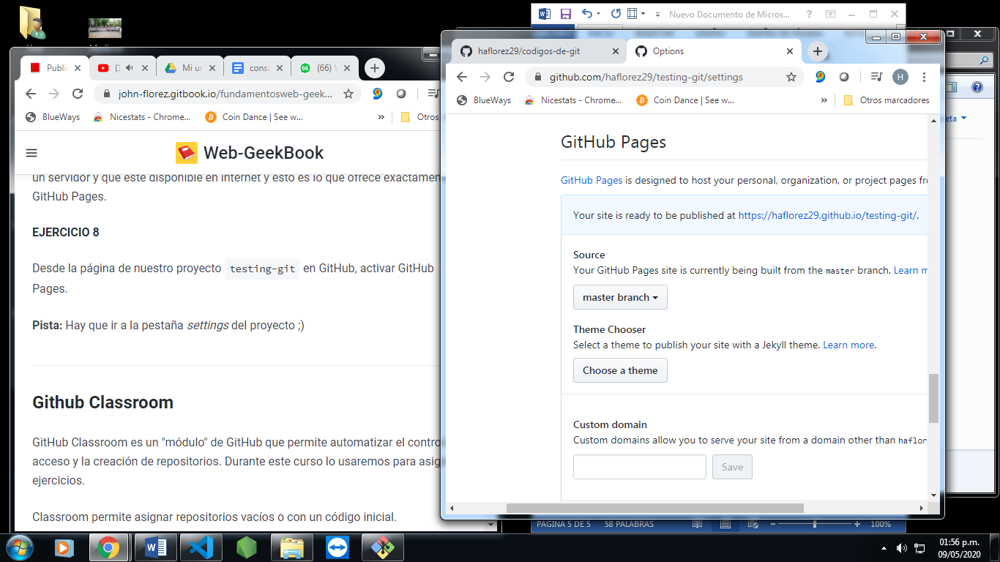 Nuevo Documento de Micros...
Public
(3
Mi un
consa
(66) W
john-florez.gitbook.io/fundamentosweb-geek...
BlueWays
Nicestats - Chrome...
Coin Dance | See w...
»
Otros
Web-GeekBook
un servidor y que esté disponible en Internet y esto es lo que ofrece exactamen
GitHub Pages.
EJERCICIO 8
Desde la página de nuestro proyecto testing-git en GitHub, activar GitHub
Pages.
Pista: Hay que ir a la pestaña settings del proyecto ;)
Github Classroom
GitHub Classroom es un "módulo" de GitHub que permite automatizar el contro
acceso y la creación de repositorios. Durante este curso lo usaremos para asig
ejercicios.
Classroom permite asignar repositorios vacíos o con un código inicial.
haflorez29/codigos-de-git
Options
github.com/haflorez29/testing-git/settings
H
BlueWays
Nicestats - Chrome...
Coin Dance | See w...
»
Otros marcadores
GitHub Pages
GitHub Pages is designed to host your personal, organization, or project pages fr
Your site is ready to be published at https://haflorez29.github.io/testing-git/.
Source
Your GitHub Pages site is currently being built from the master branch. Learn m
master branch
Theme Chooser
Select a theme to publish your site with a Jekyll theme. Learn more.
Choose a theme
Custom domain
Custom domains allow you to serve your site from a domain other than haflor
Save
eta
PÁGINA 5 DE 5
58 PALABRAS
100%
01:56 p.m.
09/05/2020